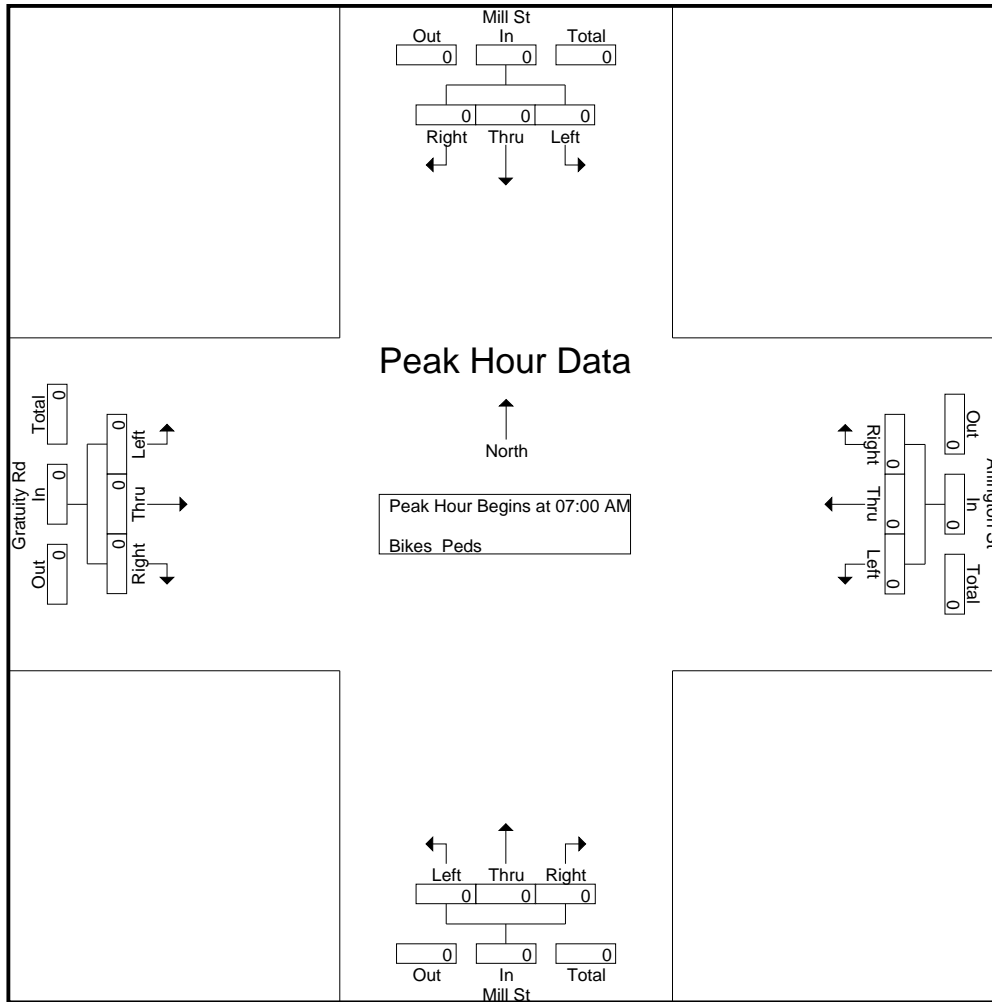 Mill St
Out In Total
0 0 0
0 0 0
Right Thru Left
Peak Hour Data
North
Peak Hour Begins at 07:00 AM
Bikes Peds
Gratuity Rd
Total In Out
0 0 0
0 0 0
Left Thru Right
Out In Total
0 0 0
0 0 0
Right Thru Left
Left Thru Right
0 0 0
0 0 0
Out In Total
Mill St